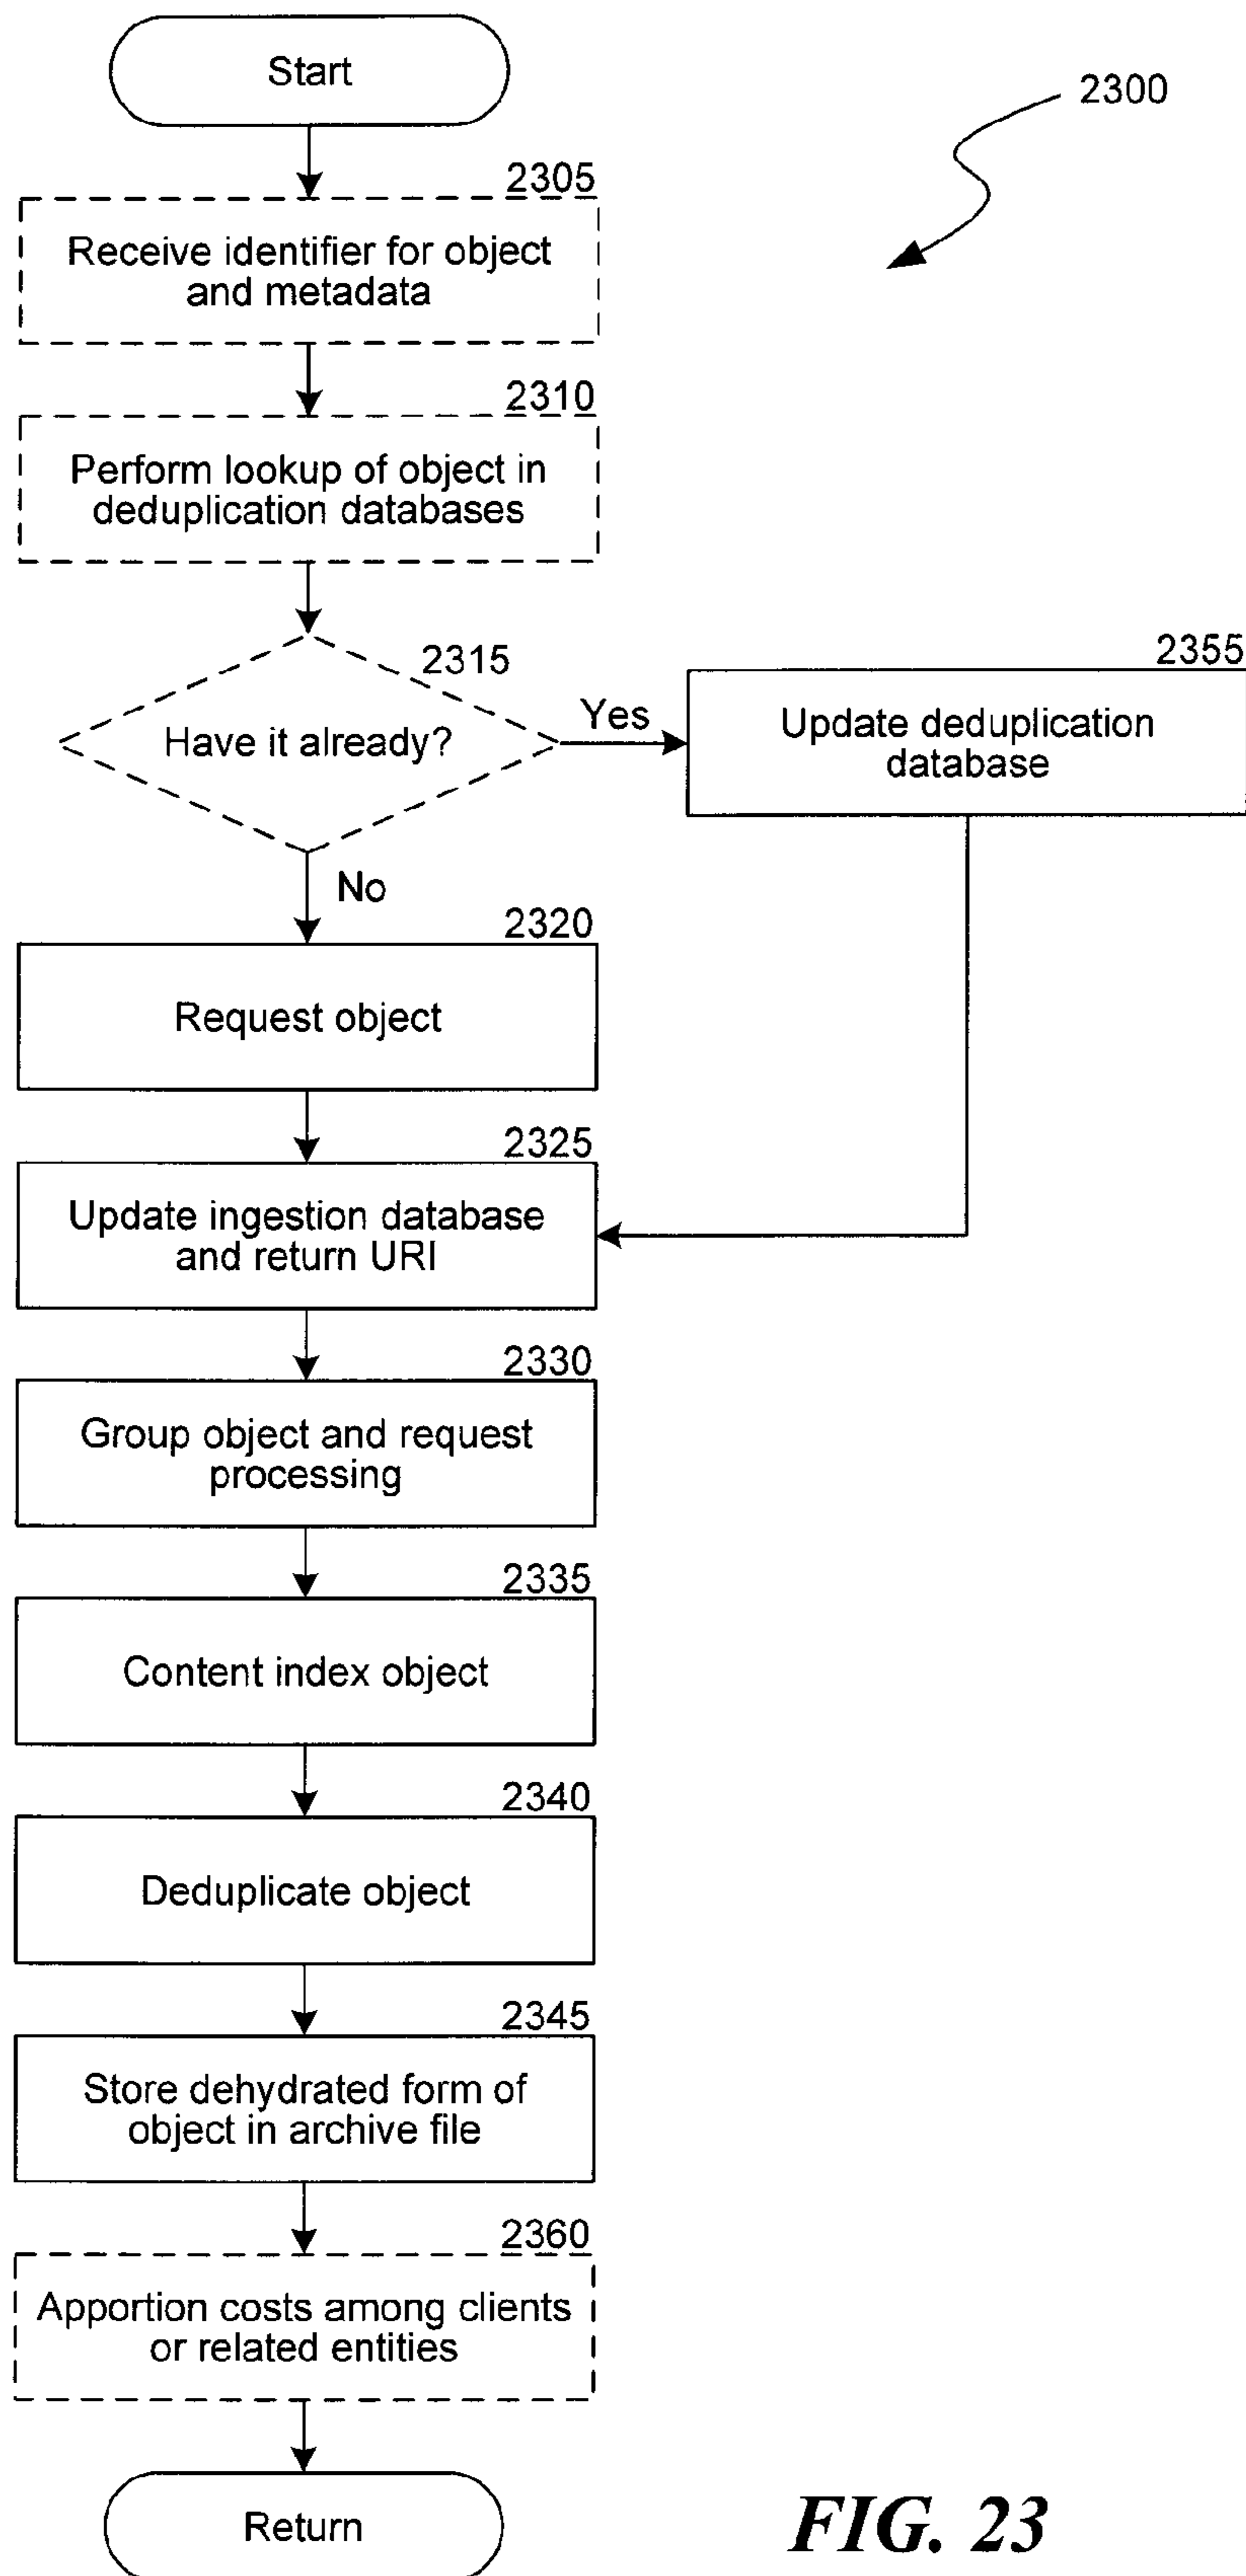 Start
2300
2305
Receive identifier for object
and metadata
2310
Perform lookup of object in
deduplication databases
2315
Have it already?
Yes
2355
Update deduplication
database
No
2320
Request object
2325
Update ingestion database
and return URI
2330
Group object and request
processing
2335
Content index object
2340
Deduplicate object
2345
Store dehydrated form of
object in archive file
2360
Apportion costs among clients
or related entities
Return
FIG. 23